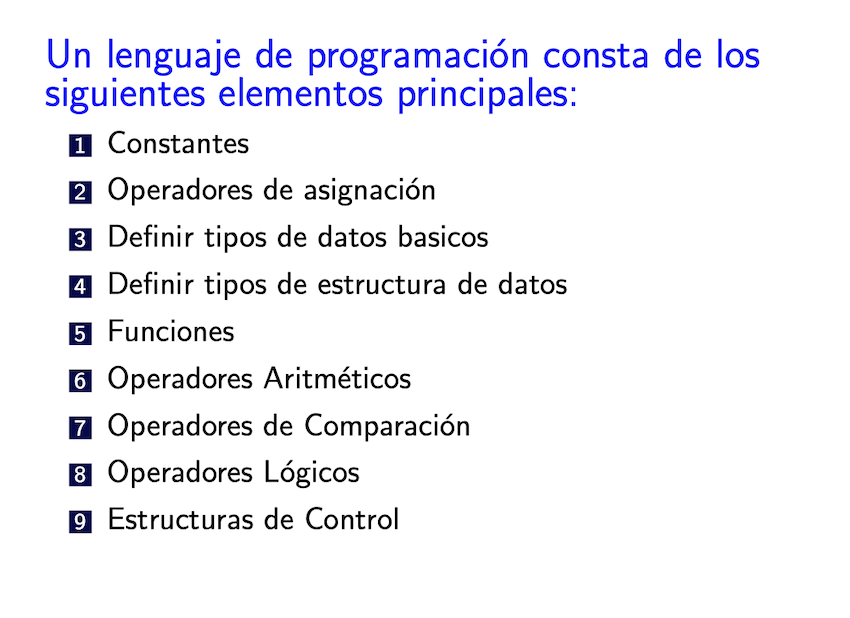 Un lenguaje de programación consta de los
siguientes elementos principales:
1 Constantes
2 Operadores de asignación
3 Definir tipos de datos basicos
4 Definir tipos de estructura de datos
5 Funciones
6 Operadores Aritméticos
7 Operadores de Comparación
8 Operadores Lógicos
9 Estructuras de Control